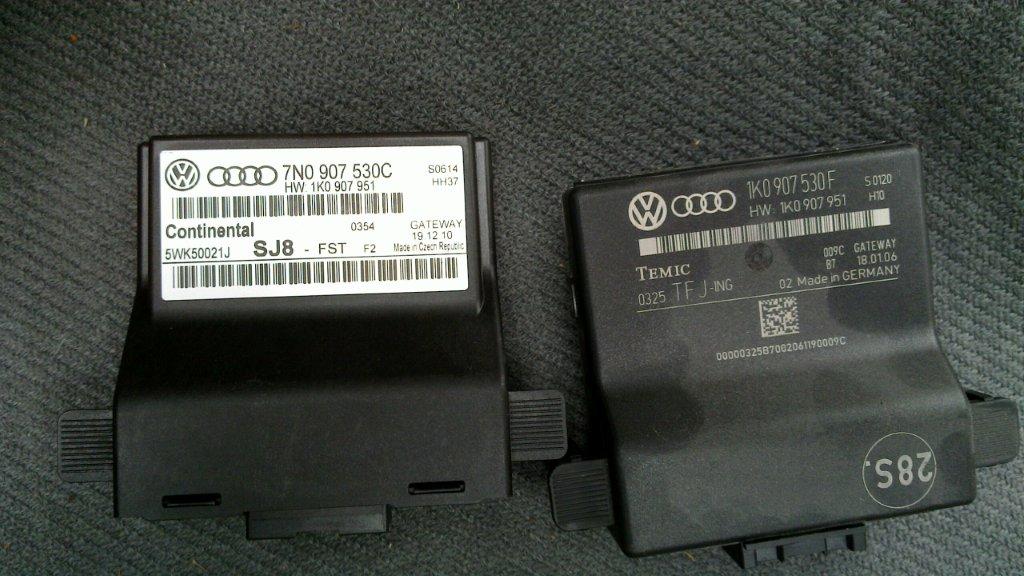 7N0 907 530C
HW: 1K0 907 951
S0614
HH37
Continental
0354
GATEWAY
19 12 10
5WK50021J
SJ8 - FST F2
Made in Czech Republic
1K0 907 530 F
HW: 1K0 907 951
S 0120
H10
TEMIC
009C GATEWAY
B7 18.01.06
0325 TFJ-ING
02 Made in GERMANY
00000325B7002061190009C
28S.